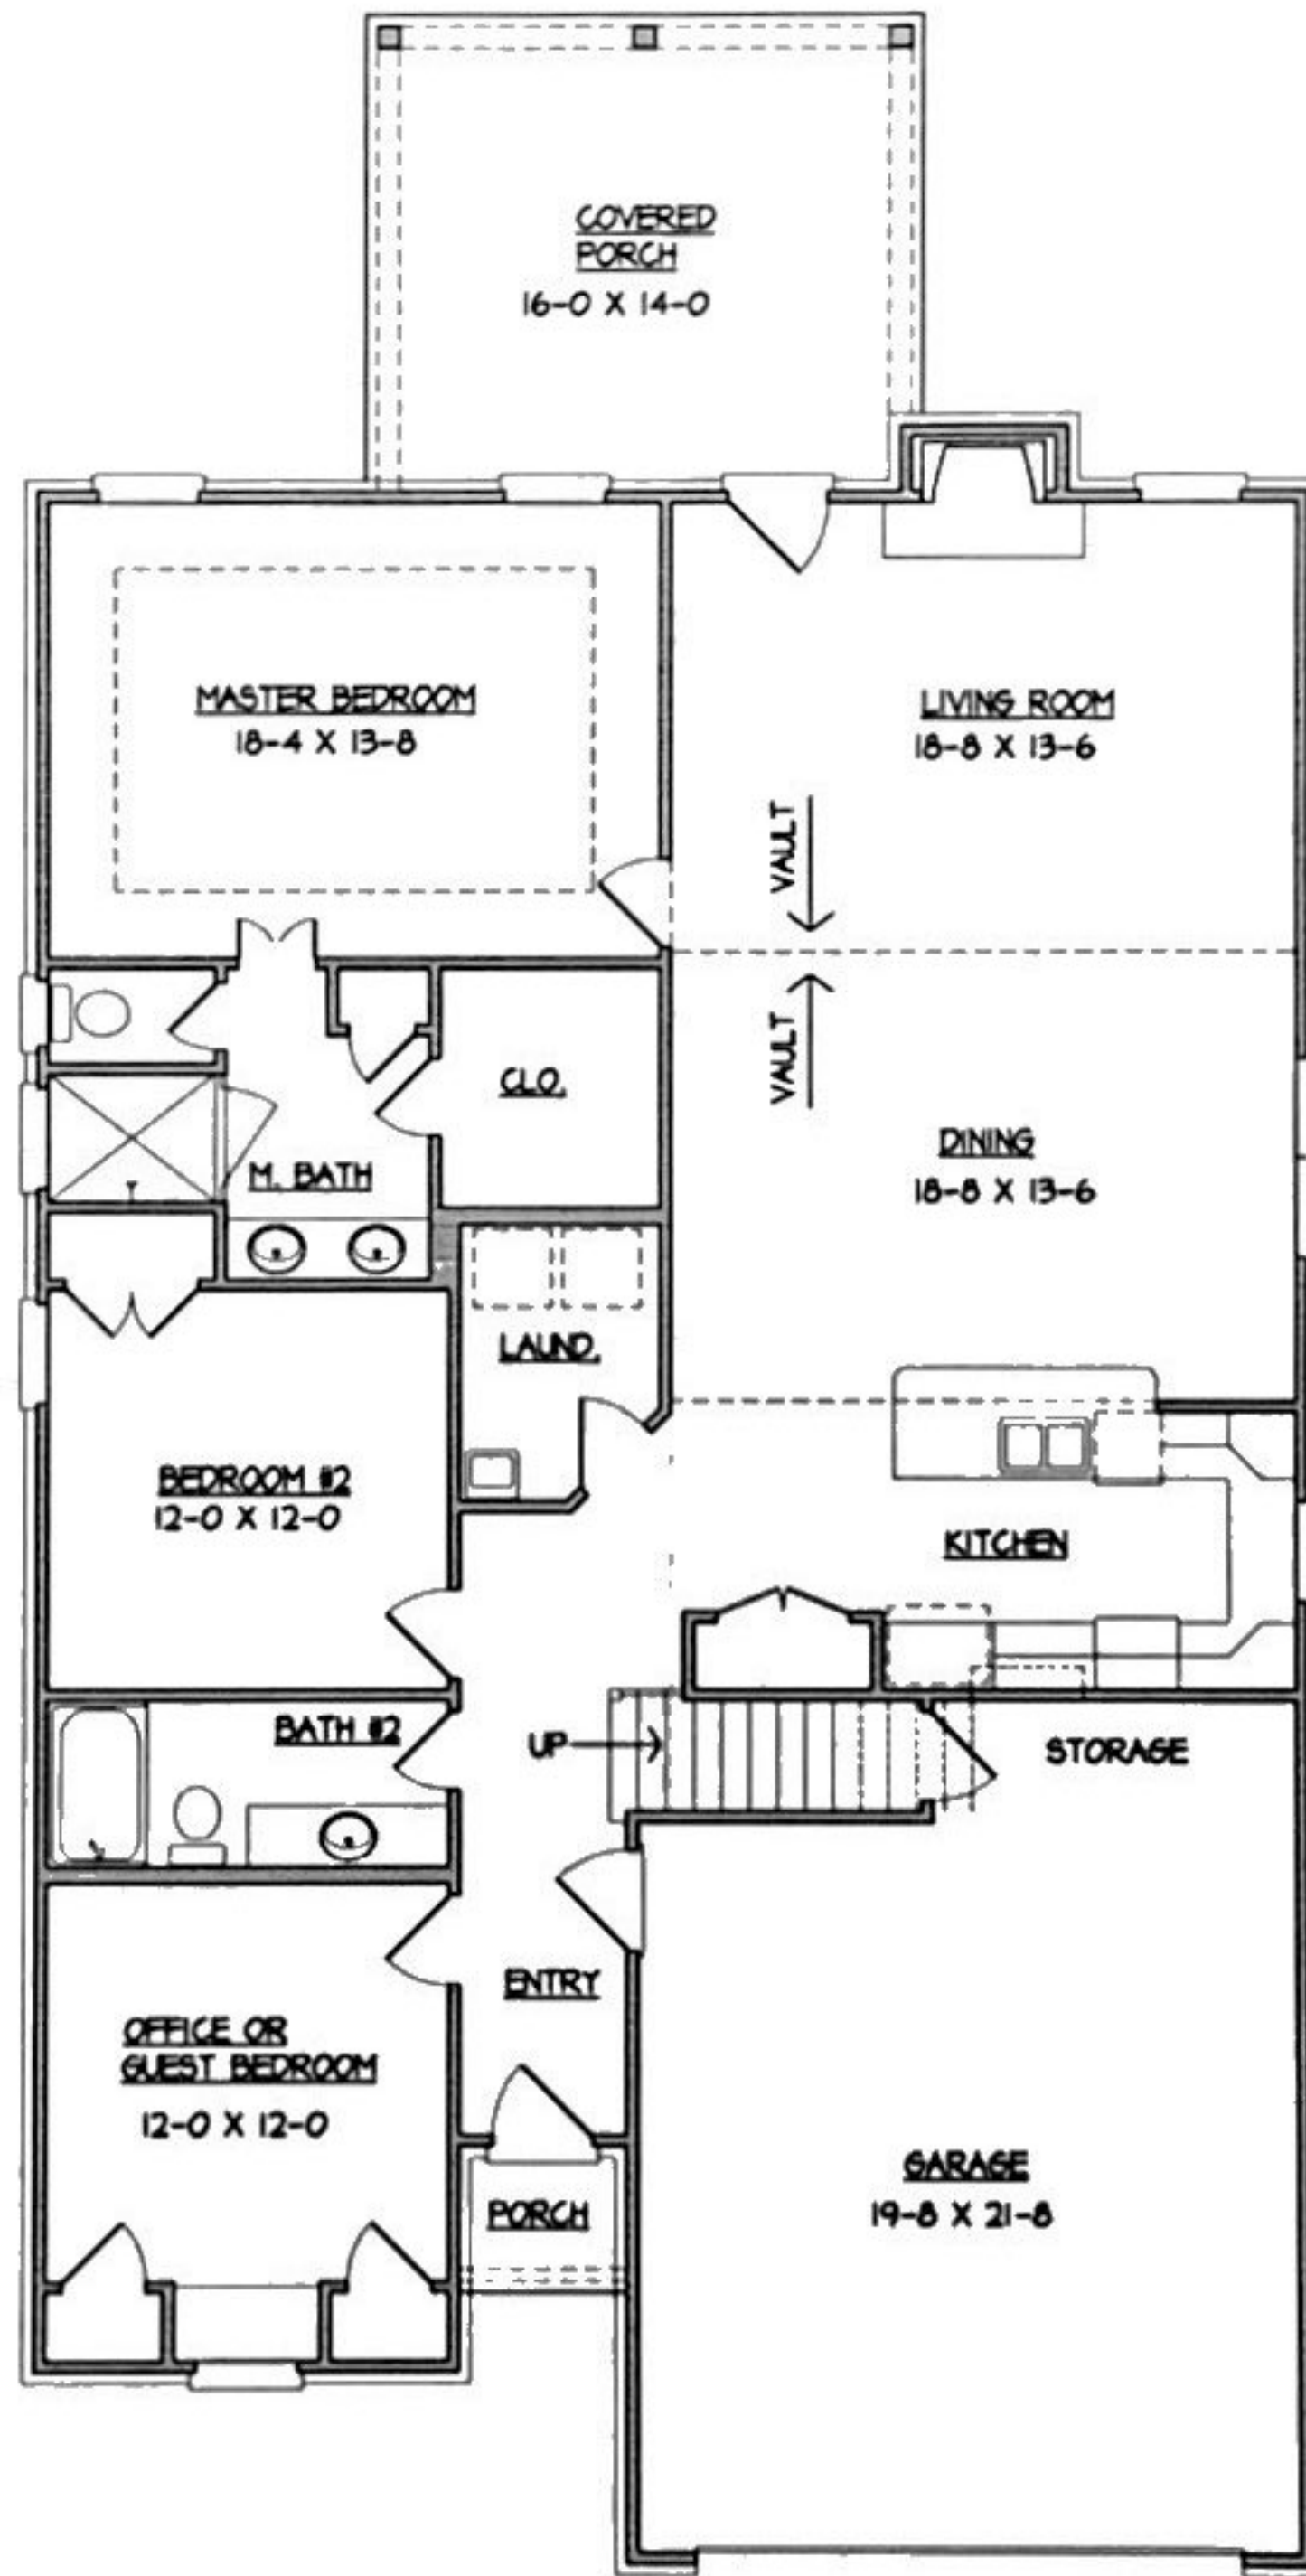 COVERED
PORCH
16-0 X 14-0
MASTER BEDROOM
18-4 X 13-8
LIVING ROOM
18-8 X 13-6
VAULT
VAULT
CLO.
DINING
18-8 X 13-6
M. BATH
LAUND.
BEDROOM #2
12-0 X 12-0
KITCHEN
BATH #2
UP
STORAGE
ENTRY
OFFICE OR
GUEST BEDROOM
12-0 X 12-0
GARAGE
19-8 X 21-8
PORCH